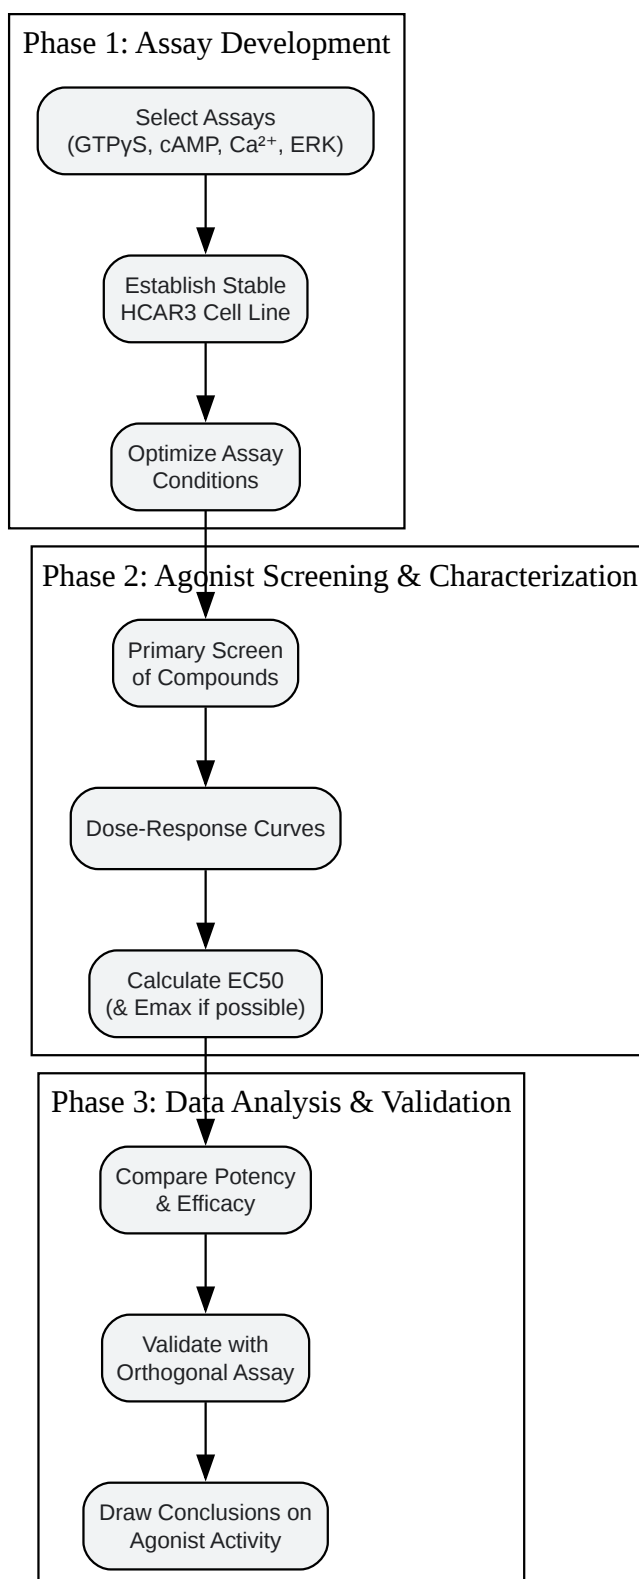 Phase 1: Assay Development
Select Assays
(GTPγS, cAMP, Ca²⁺, ERK)
Establish Stable
HCAR3 Cell Line
Optimize Assay
Conditions
Phase 2: Agonist Screening & Characterization
Primary Screen
of Compounds
Dose-Response Curves
Calculate EC50
(& Emax if possible)
Phase 3: Data Analysis & Validation
Compare Potency
& Efficacy
Validate with
Orthogonal Assay
Draw Conclusions on
Agonist Activity